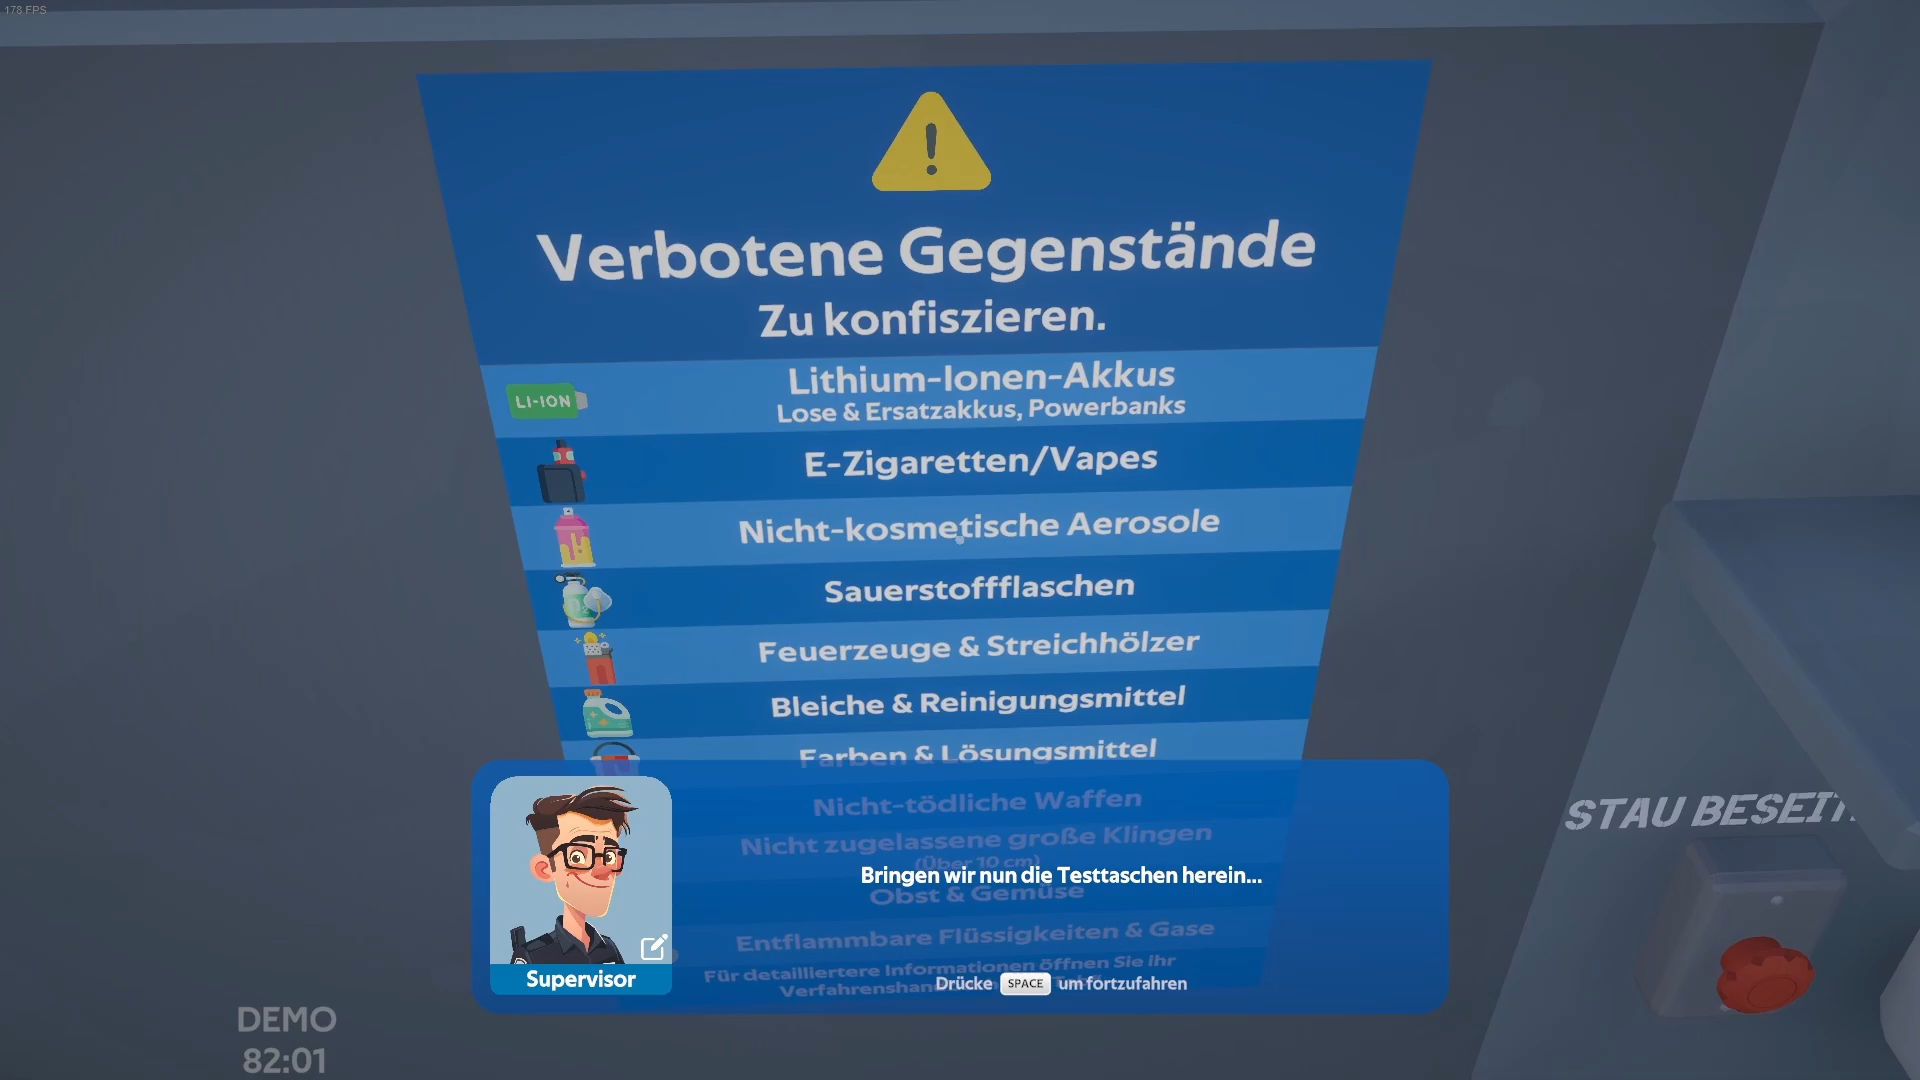 178 FPS
Verbotene Gegenstände
Zu konfiszieren.
LI-ION
Lithium-Ionen-Akkus
Lose & Ersatzakkus, Powerbanks
E-Zigaretten/Vapes
Nicht-kosmetische Aerosole
Sauerstoffflaschen
Feuerzeuge & Streichhölzer
Bleiche & Reinigungsmittel
Farben & Lösungsmittel
Nicht-tödliche Waffen
Nicht zugelassene große Klingen
(Über 10 cm)
Obst & Gemüse
Entflammbare Flüssigkeiten & Gase
Für detailliertere Informationen öffnen Sie ihr
Bringen wir nun die Testtaschen herein...
Drücke SPACE um fortzufahren
Supervisor
STAU BESEIT
DEMO
82:01